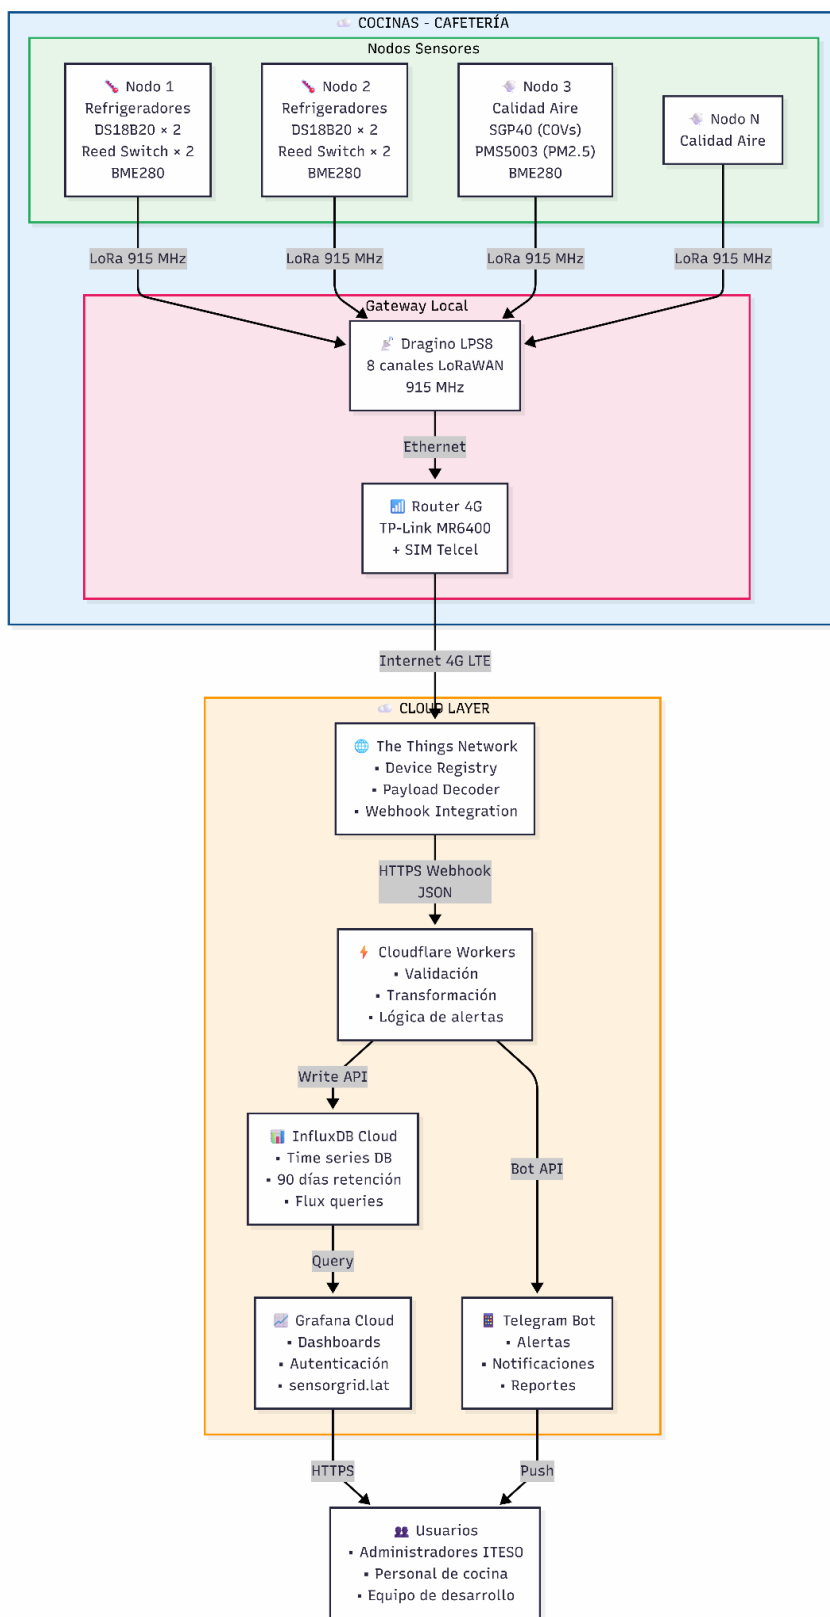 COCINAS - CAFETERÍA
Nodos Sensores
Nodo 1
Refrigeradores
DS18B20 × 2
Reed Switch × 2
BME280
Nodo 2
Refrigeradores
DS18B20 × 2
Reed Switch × 2
BME280
Nodo 3
Calidad Aire
SGP40 (COVs)
PMS5003 (PM2.5)
BME280
Nodo N
Calidad Aire
LoRa 915 MHz
LoRa 915 MHz
LoRa 915 MHz
LoRa 915 MHz
Gateway Local
Dragino LPS8
8 canales LoRaWAN
915 MHz
Ethernet
Router 4G
TP-Link MR6400
+ SIM Telcel
Internet 4G LTE
CLOUD LAYER
The Things Network
▪ Device Registry
▪ Payload Decoder
▪ Webhook Integration
HTTPS Webhook
JSON
Cloudflare Workers
▪ Validación
▪ Transformación
▪ Lógica de alertas
Write API
Bot API
InfluxDB Cloud
▪ Time series DB
▪ 90 días retención
▪ Flux queries
Query
Grafana Cloud
▪ Dashboards
▪ Autenticación
▪ sensorgrid.lat
Telegram Bot
▪ Alertas
▪ Notificaciones
▪ Reportes
HTTPS
Push
Usuarios
▪ Administradores ITESO
▪ Personal de cocina
▪ Equipo de desarrollo